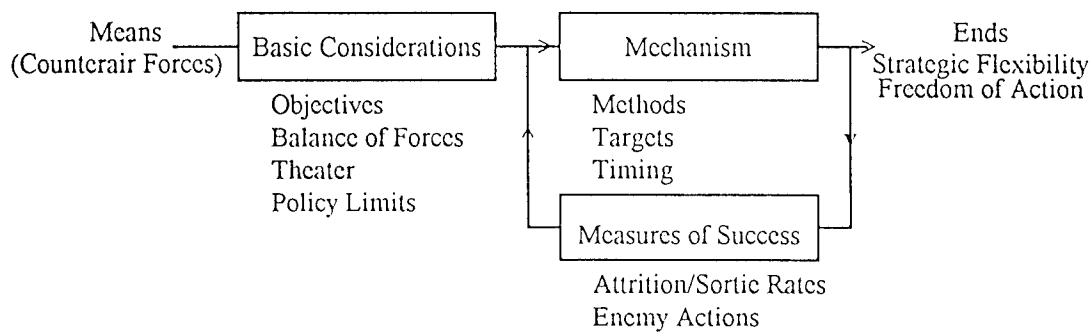 Means
(Counterair Forces)
Basic Considerations
Objectives
Balance of Forces
Theater
Policy Limits
Mechanism
Methods
Targets
Timing
Measures of Success
Attrition/Sortie Rates
Enemy Actions
Ends
Strategic Flexibility
Freedom of Action